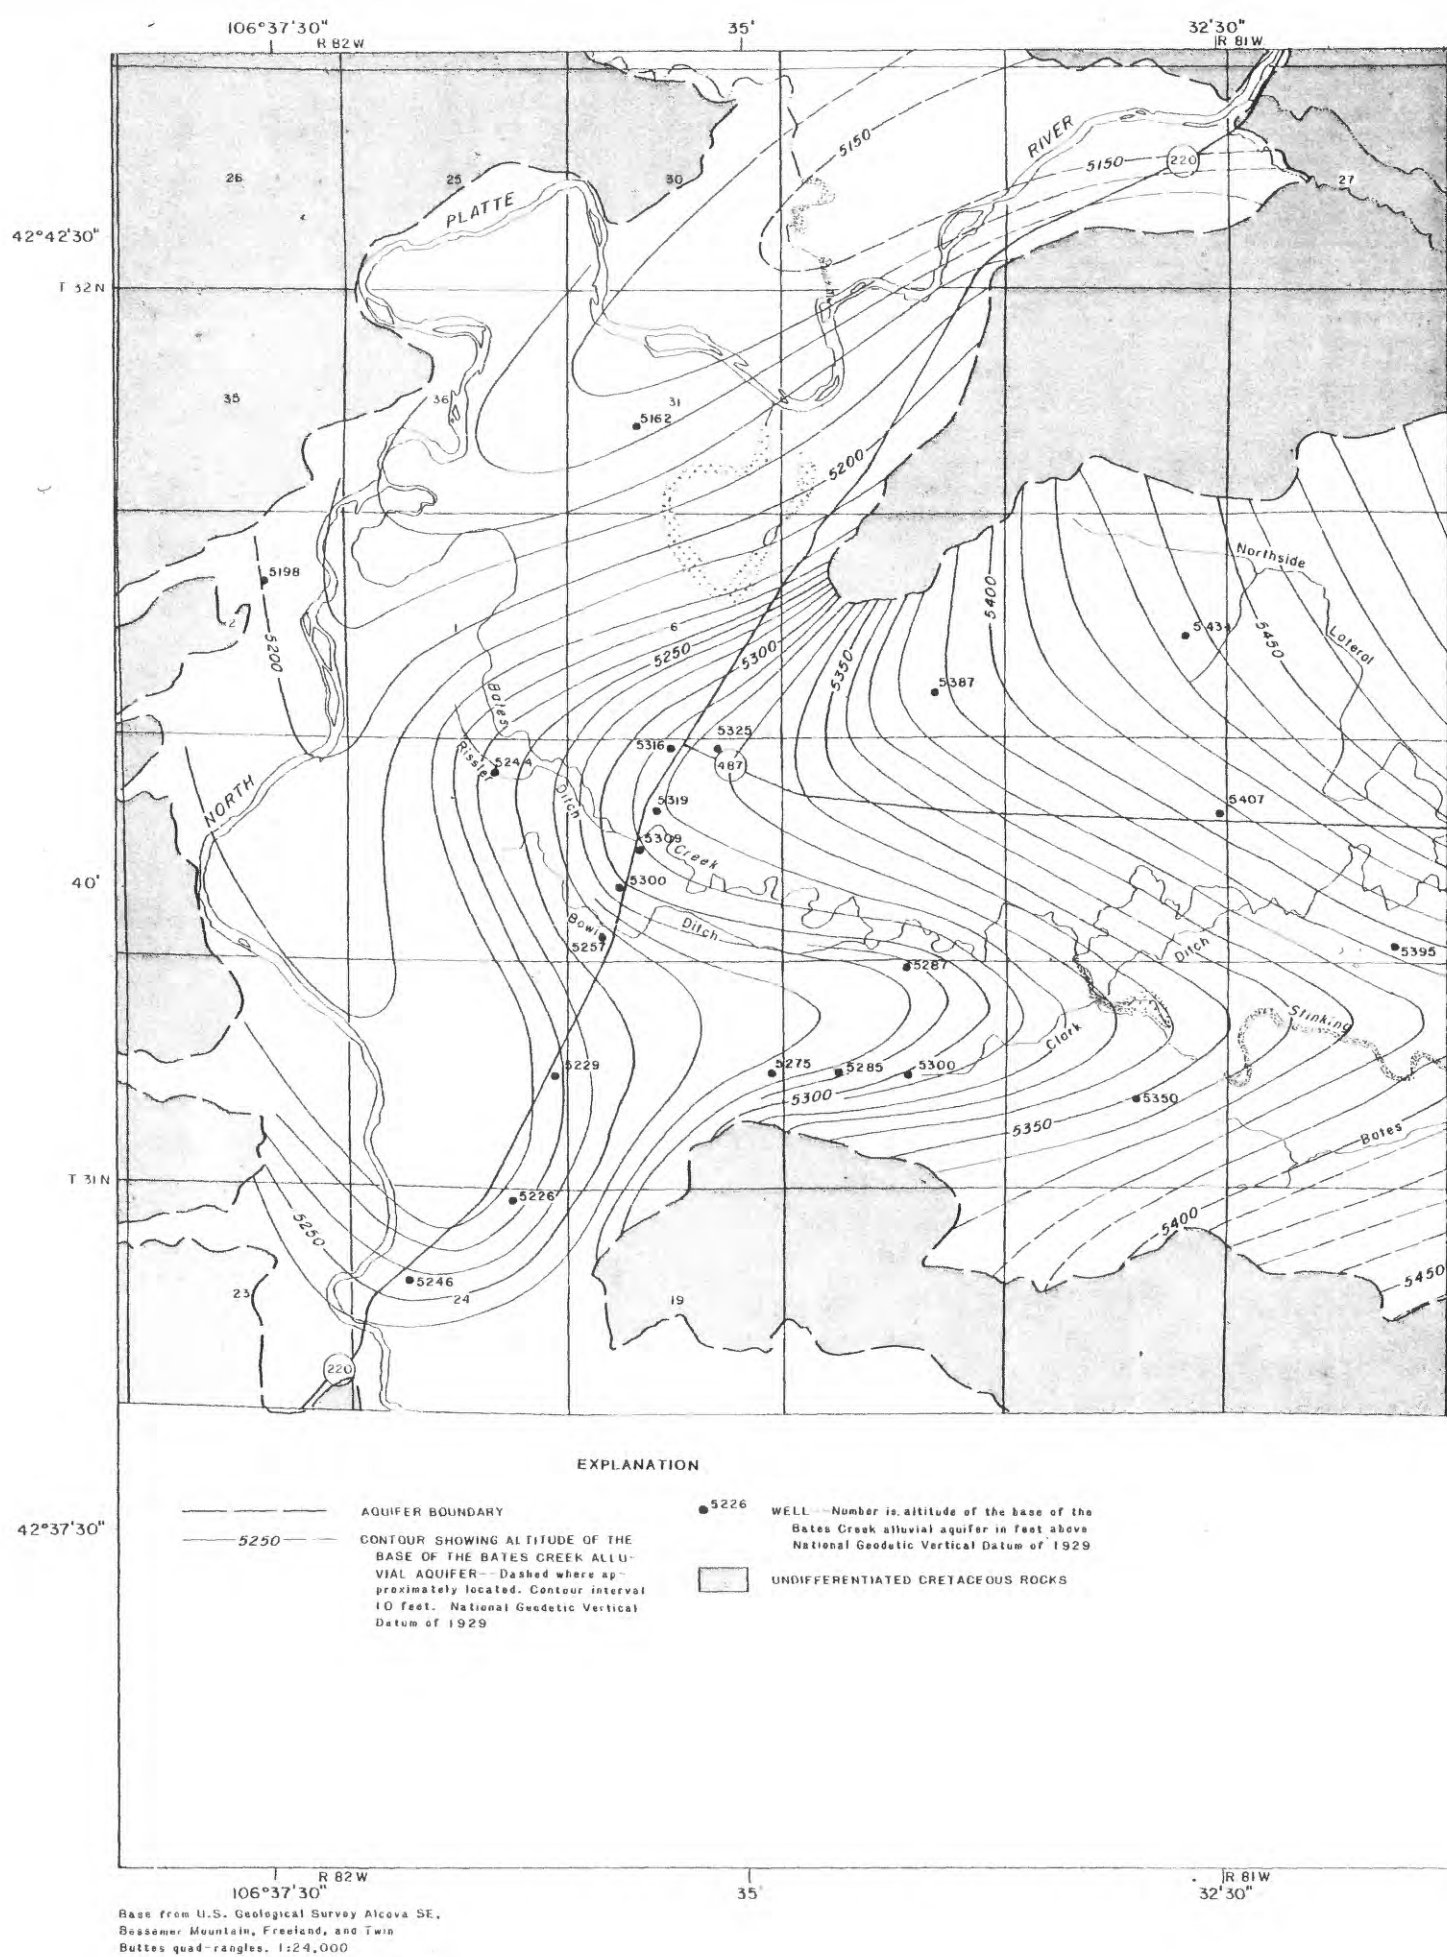 106°37'30" 35' 32'30"
R 82 W R 81 W
5150
RIVER
5150
220
26 25 30 27
PLATTE
42°42'30"
T 32 N
35 36 31
5162
5200
5198
Northside
5400
2 1 6
5434
5450
Lateral
5200
5250
5300
5350
5387
Bates
5316 5325
Rissler
5244
487
NORTH
Ditch
5319
5407
5309
Creek
40'
5300
Ditch
5257
5287
Ditch
5395
Stinking
Clark
5229
5275 5285 5300
5300
5350
5350
Bates
T 31 N
5226
5250
5400
5246
5450
23 24 19
220
EXPLANATION
AQUIFER BOUNDARY
5250
CONTOUR SHOWING ALTITUDE OF THE
BASE OF THE BATES CREEK ALLU-
VIAL AQUIFER--Dashed where ap-
proximately located. Contour interval
10 feet. National Geodetic Vertical
Datum of 1929
5226
WELL--Number is altitude of the base of the
Bates Creek alluvial aquifer in feet above
National Geodetic Vertical Datum of 1929
UNDIFFERENTIATED CRETACEOUS ROCKS
42°37'30"
R 82 W R 81 W
106°37'30" 35' 32'30"
Base from U.S. Geological Survey Alcova SE,
Bessemer Mountain, Freeland, and Twin
Buttes quad-rangles, 1:24,000